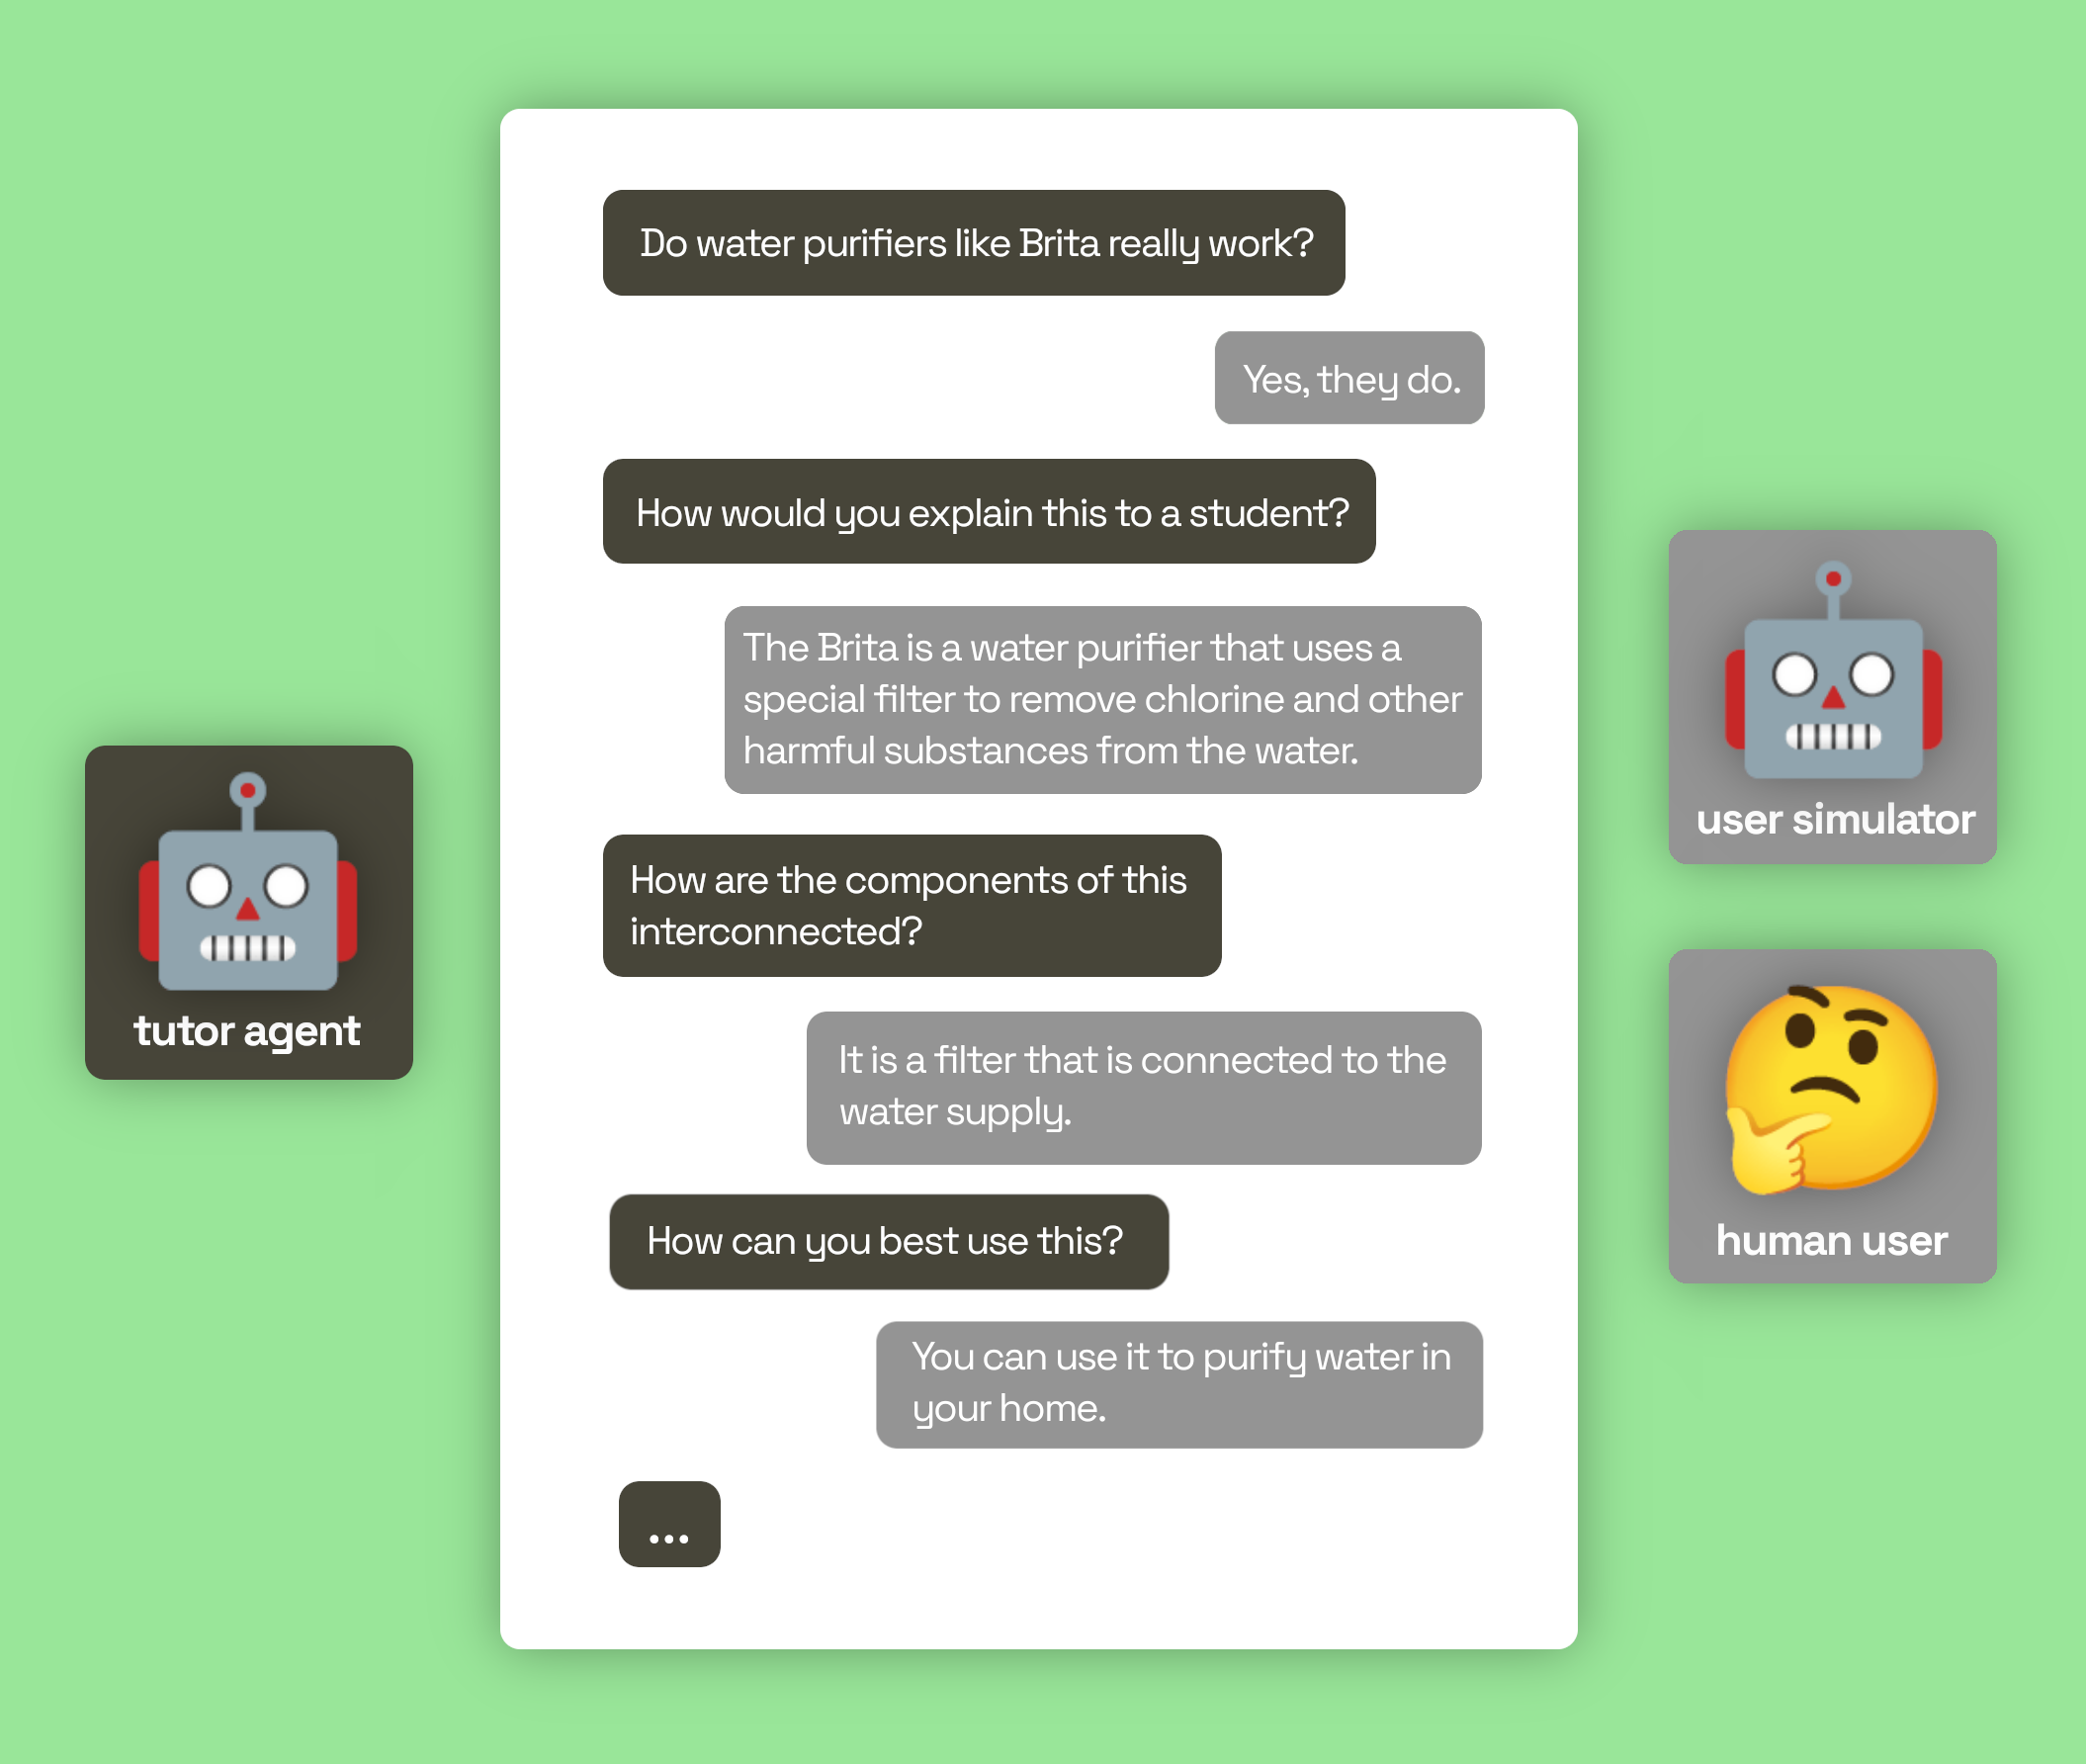 Do water purifiers like Brita really work?
Yes, they do.
How would you explain this to a student?
The Brita is a water purifier that uses a
special filter to remove chlorine and other
harmful substances from the water.
How are the components of this
interconnected?
It is a filter that is connected to the
water supply.
How can you best use this?
You can use it to purify water in
your home.
...
tutor agent
user simulator
human user